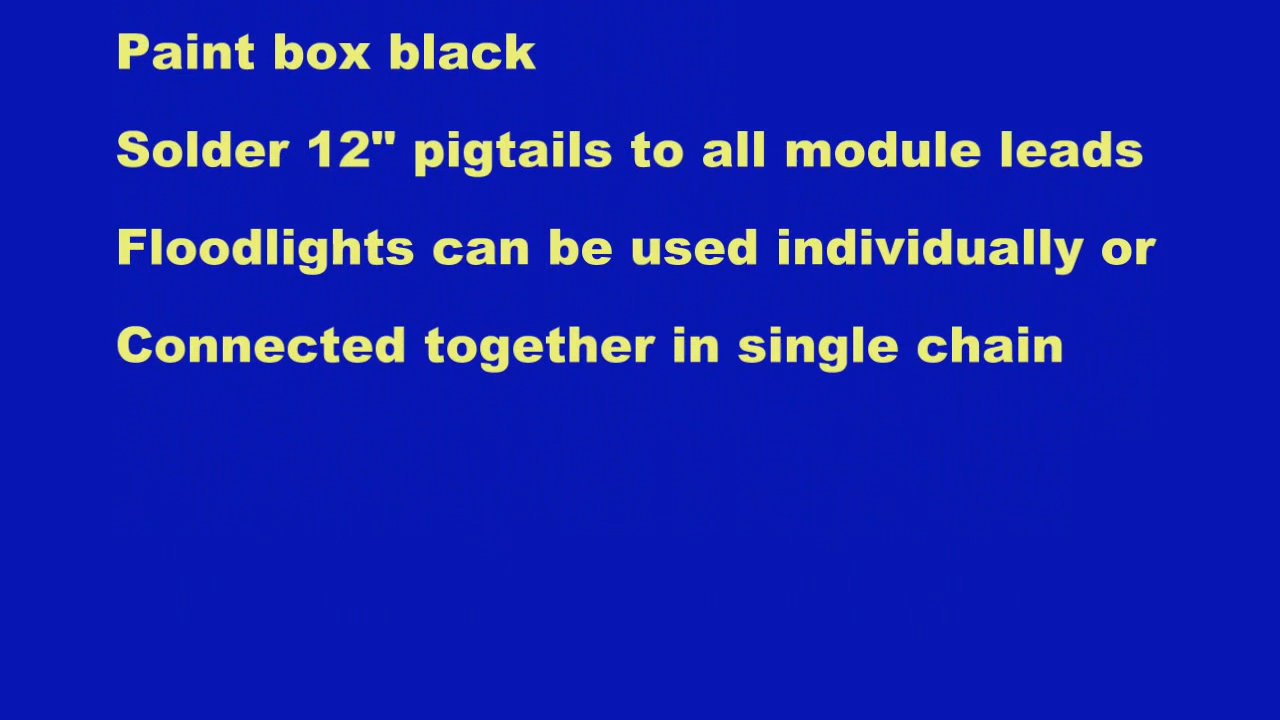 Paint box black
Solder 12" pigtails to all module leads
Floodlights can be used individually or
Connected together in single chain